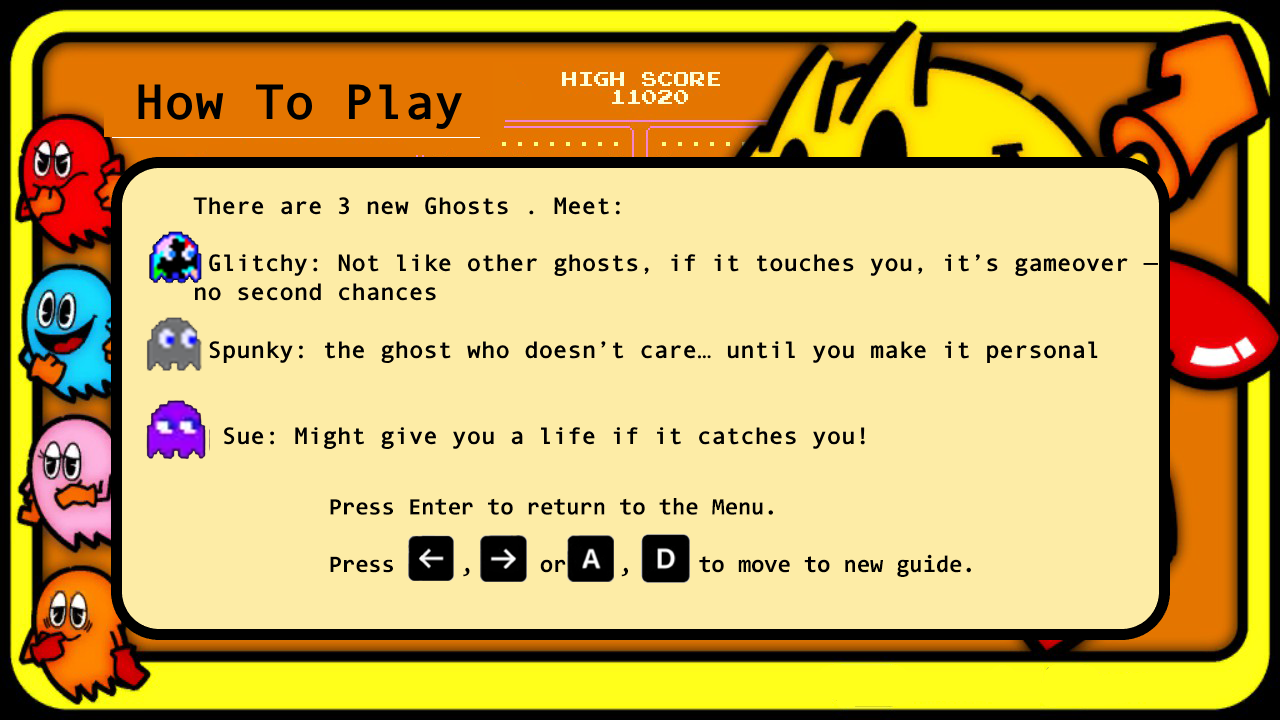 How To Play
HIGH SCORE
11020
There are 3 new Ghosts . Meet:
Glitchy: Not like other ghosts, if it touches you, it’s gameover —
no second chances
Spunky: the ghost who doesn’t care… until you make it personal
Sue: Might give you a life if it catches you!
Press Enter to return to the Menu.
Press ← , → or A , D to move to new guide.